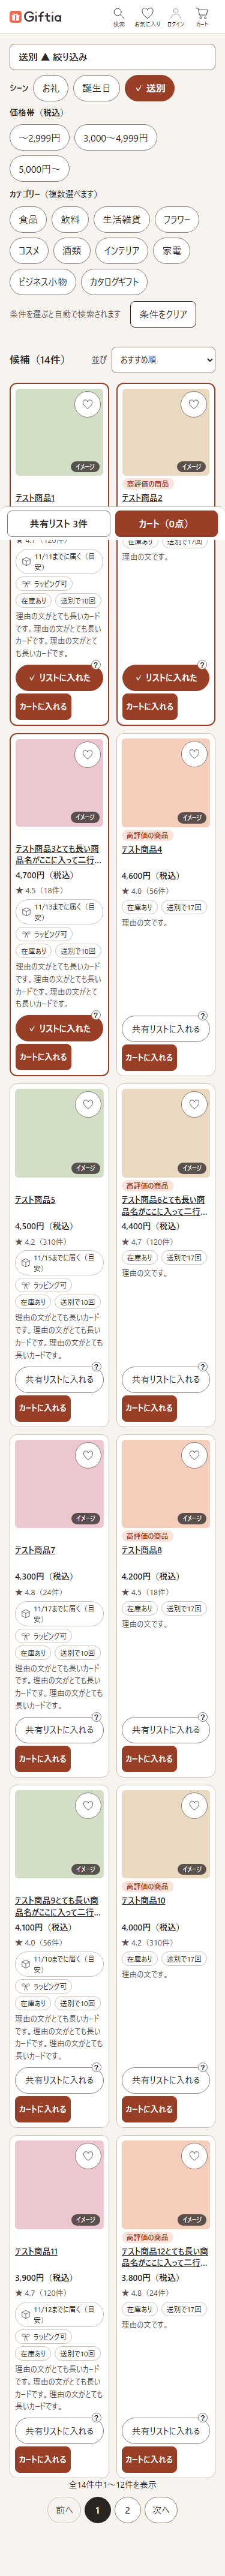 Giftia
検索
お気に入り
ログイン
カート
送別 ▲ 絞り込み
シーン
お礼
誕生日
✓ 送別
価格帯（税込）
～2,999円
3,000～4,999円
5,000円～
カテゴリー（複数選べます）
食品
飲料
生活雑貨
フラワー
コスメ
酒類
インテリア
家電
ビジネス小物
カタログギフト
条件を選ぶと自動で検索されます
条件をクリア
候補（14件）
並び
おすすめ順
イメージ
テスト商品1
イメージ
高評価の商品
テスト商品2
共有リスト 3件
カート（0点）
11/11までに届く（目安）
ラッピング可
在庫あり
送別で10回
理由の文がとても長いカードです。理由の文がとても長いカードです。理由の文がとても長いカードです。
?
✓ リストに入れた
カートに入れる
在庫あり
送別で17回
理由の文です。
?
✓ リストに入れた
カートに入れる
イメージ
テスト商品3とても長い商品名がここに入って二行…
4,700円（税込）
★ 4.5（18件）
11/13までに届く（目安）
ラッピング可
在庫あり
送別で10回
理由の文がとても長いカードです。理由の文がとても長いカードです。理由の文がとても長いカードです。
?
✓ リストに入れた
カートに入れる
イメージ
高評価の商品
テスト商品4
4,600円（税込）
★ 4.0（56件）
在庫あり
送別で17回
理由の文です。
?
共有リストに入れる
カートに入れる
イメージ
テスト商品5
4,500円（税込）
★ 4.2（310件）
11/15までに届く（目安）
ラッピング可
在庫あり
送別で10回
理由の文がとても長いカードです。理由の文がとても長いカードです。理由の文がとても長いカードです。
?
共有リストに入れる
カートに入れる
イメージ
高評価の商品
テスト商品6とても長い商品名がここに入って二行…
4,400円（税込）
★ 4.7（120件）
在庫あり
送別で17回
理由の文です。
?
共有リストに入れる
カートに入れる
イメージ
テスト商品7
4,300円（税込）
★ 4.8（24件）
11/17までに届く（目安）
ラッピング可
在庫あり
送別で10回
理由の文がとても長いカードです。理由の文がとても長いカードです。理由の文がとても長いカードです。
?
共有リストに入れる
カートに入れる
イメージ
高評価の商品
テスト商品8
4,200円（税込）
★ 4.5（18件）
在庫あり
送別で17回
理由の文です。
?
共有リストに入れる
カートに入れる
イメージ
テスト商品9とても長い商品名がここに入って二行…
4,100円（税込）
★ 4.0（56件）
11/10までに届く（目安）
ラッピング可
在庫あり
送別で10回
理由の文がとても長いカードです。理由の文がとても長いカードです。理由の文がとても長いカードです。
?
共有リストに入れる
カートに入れる
イメージ
高評価の商品
テスト商品10
4,000円（税込）
★ 4.2（310件）
在庫あり
送別で17回
理由の文です。
?
共有リストに入れる
カートに入れる
イメージ
テスト商品11
3,900円（税込）
★ 4.7（120件）
11/12までに届く（目安）
ラッピング可
在庫あり
送別で10回
理由の文がとても長いカードです。理由の文がとても長いカードです。理由の文がとても長いカードです。
?
共有リストに入れる
カートに入れる
イメージ
高評価の商品
テスト商品12とても長い商品名がここに入って二行…
3,800円（税込）
★ 4.8（24件）
在庫あり
送別で17回
理由の文です。
?
共有リストに入れる
カートに入れる
全14件中1～12件を表示
前へ
1
2
次へ